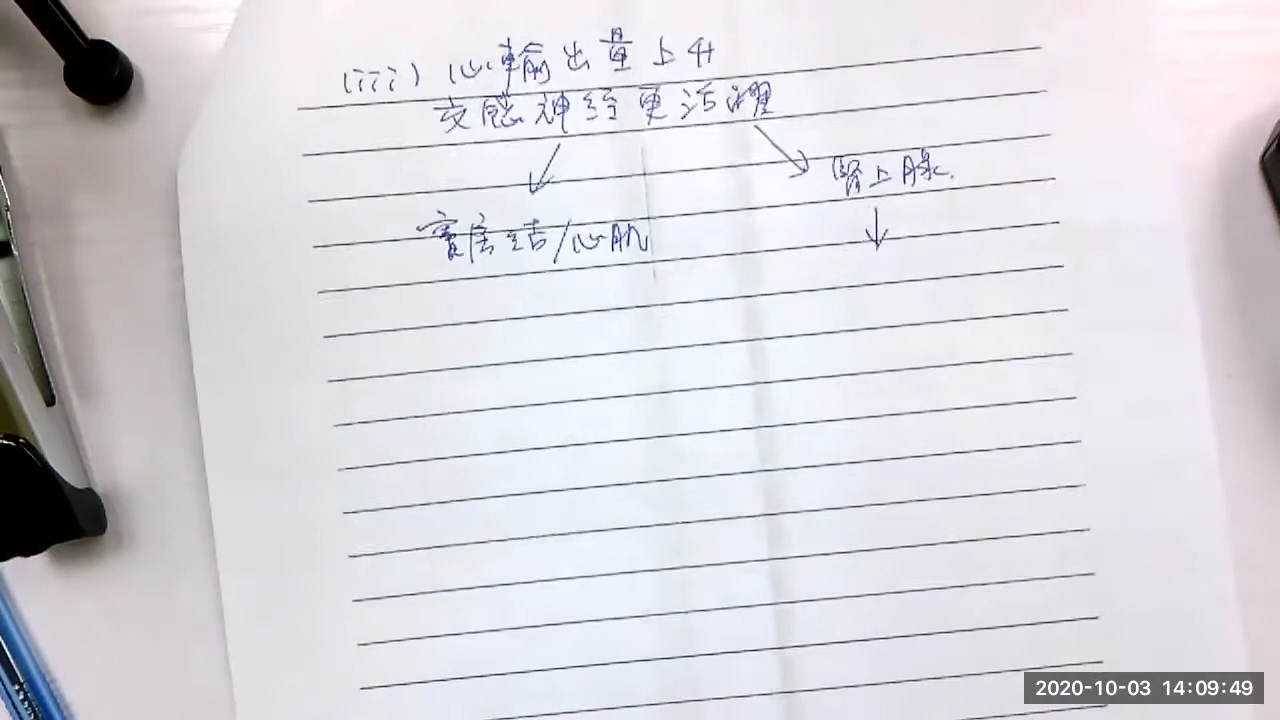 (iii) 心輸出量上升
交感神經更活躍
腎上腺
竇房結/心肌
2020-10-03 14:09:49